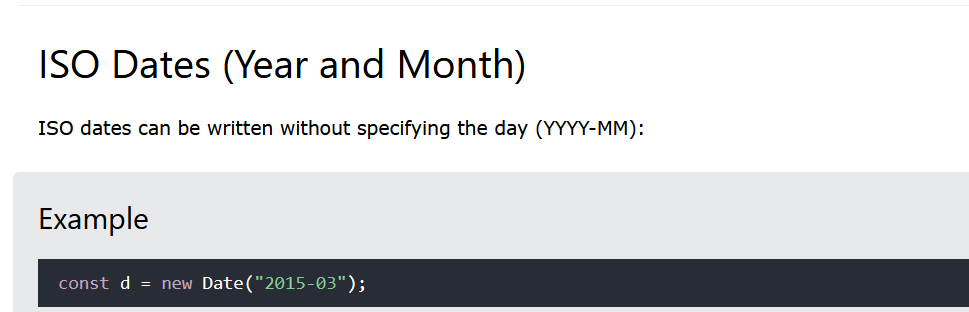 ISO Dates (Year and Month)
ISO dates can be written without specifying the day (YYYY-MM):
Example
const d = new Date("2015-03");